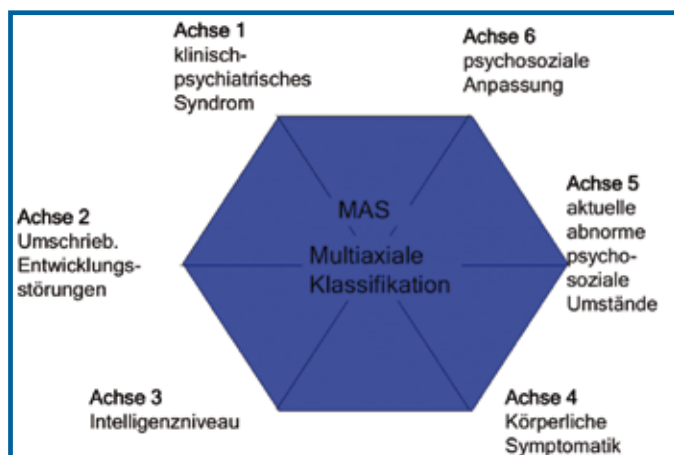 Achse 1
klinisch-
psychiatrisches
Syndrom
Achse 6
psychosoziale
Anpassung
Achse 2
Umschrieb.
Entwicklungs-
störungen
MAS
Multiaxiale
Klassifikation
Achse 5
aktuelle
abnorme
psycho-
soziale
Umstände
Achse 3
Intelligenzniveau
Achse 4
Körperliche
Symptomatik